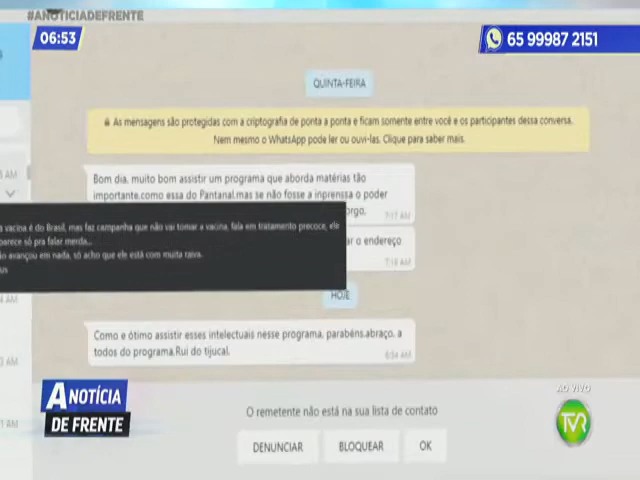 #ANOTICIADEFRENTE
06:53
65 99987 2151
QUINTA-FEIRA
As mensagens são protegidas com a criptografia de ponta a ponta e ficam somente entre você e os participantes dessa conversa.
Nem mesmo o WhatsApp pode ler ou ouvi-las. Clique para saber mais.
Bom dia, muito bom assistir um programa que aborda matérias tão
importante,como essa do Pantanal,mas se não fosse a inprenssa o poder
7:17 AM
vacina é do Brasil, mas faz campanha que não vai tomar a vacina, fala em tratamento precoce, ele
parece só pra falar merda...
avançou em nada, só acho que ele está com muita raiva.
ar o endereço
7:18 AM
HOJE
Como e ótimo assistir esses intelectuais nesse programa, parabéns,abraço, a
todos do programa,Rui do tijucal.
6:54 AM
O remetente não está na sua lista de contato
DENUNCIAR BLOQUEAR OK
A NOTÍCIA
DE FRENTE
AO VIVO
TVR